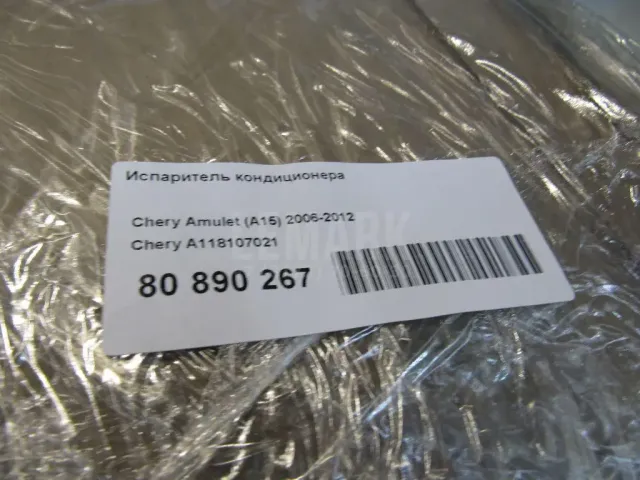 Испаритель кондиционера
Chery Amulet (A15) 2006-2012
Chery A118107021
80 890 267